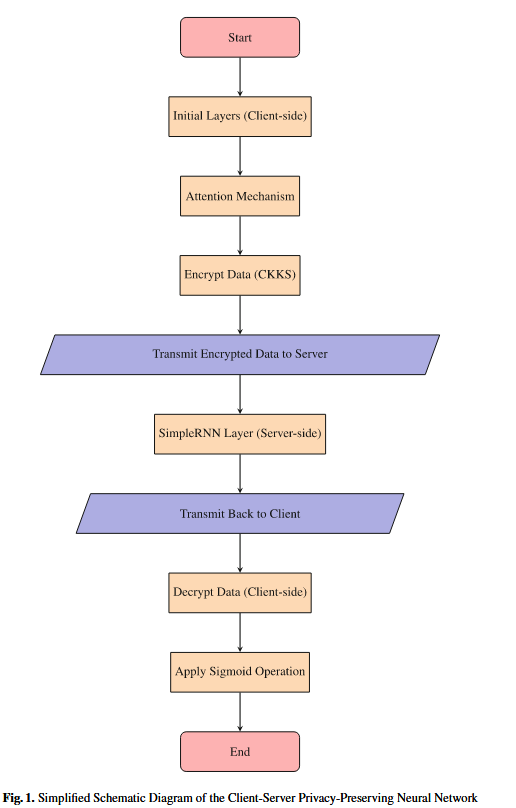 Start
Initial Layers (Client-side)
Attention Mechanism
Encrypt Data (CKKS)
Transmit Encrypted Data to Server
SimpleRNN Layer (Server-side)
Transmit Back to Client
Decrypt Data (Client-side)
Apply Sigmoid Operation
End
Fig. 1. Simplified Schematic Diagram of the Client-Server Privacy-Preserving Neural Network